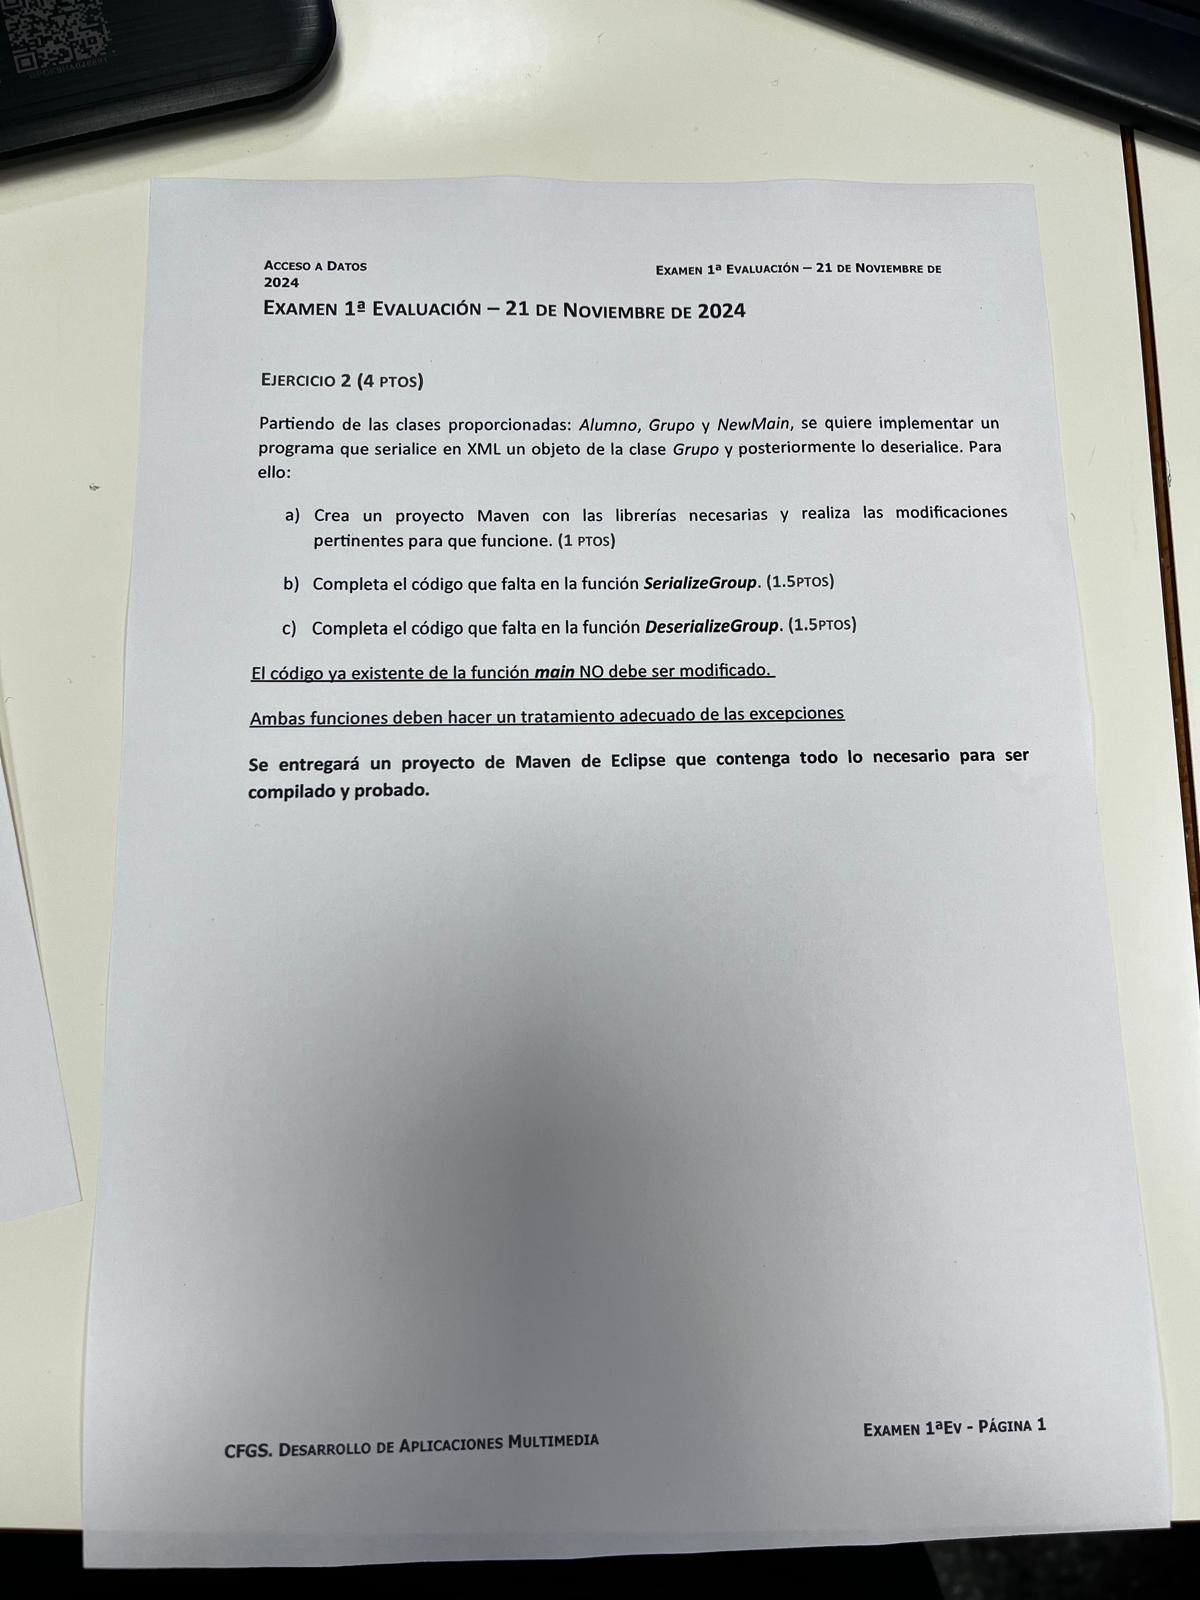 ACCESO A DATOS EXAMEN 1ª EVALUACIÓN – 21 DE NOVIEMBRE DE
2024
EXAMEN 1ª EVALUACIÓN – 21 DE NOVIEMBRE DE 2024
EJERCICIO 2 (4 PTOS)
Partiendo de las clases proporcionadas: Alumno, Grupo y NewMain, se quiere implementar un
programa que serialice en XML un objeto de la clase Grupo y posteriormente lo deserialice. Para
ello:
a) Crea un proyecto Maven con las librerías necesarias y realiza las modificaciones
pertinentes para que funcione. (1 PTOS)
b) Completa el código que falta en la función SerializeGroup. (1.5PTOS)
c) Completa el código que falta en la función DeserializeGroup. (1.5PTOS)
El código ya existente de la función main NO debe ser modificado.
Ambas funciones deben hacer un tratamiento adecuado de las excepciones
Se entregará un proyecto de Maven de Eclipse que contenga todo lo necesario para ser
compilado y probado.
CFGS. DESARROLLO DE APLICACIONES MULTIMEDIA EXAMEN 1ªEV - PÁGINA 1